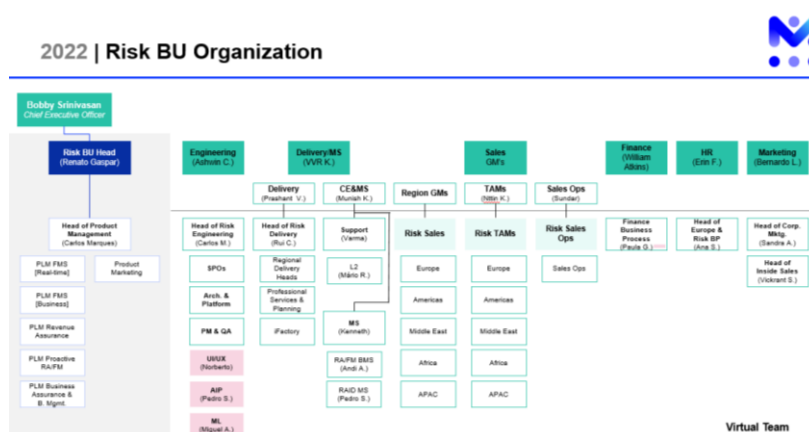 2022 | Risk BU Organization
Bobby Srinivasan
Chief Executive Officer
Risk BU Head
(Renato Gaspar)
Engineering
(Ashwin C.)
Delivery/MS
(VVR K.)
Sales
GM's
Finance
(William
Atkins)
HR
(Erin F.)
Marketing
(Bernardo L.)
Delivery
(Prashant V.)
CE&MS
(Munish K.)
Region GMs
TAMs
(Nitin K.)
Sales Ops
(Sundar)
Head of Product
Management
(Carlos Marques)
Head of Risk
Engineering
(Carlos M.)
Head of Risk
Delivery
(Rui C.)
Support
(Verma)
Risk Sales
Risk TAMs
Risk Sales
Ops
Finance
Business
Process
(Paula G.)
Head of
Europe &
Risk BP
(Ana S.)
Head of Corp.
Mktg.
(Sandra A.)
PLM FMS
[Real-time]
Product
Marketing
SPOs
Regional
Delivery
Heads
L2
(Mário R.)
Europe
Europe
Sales Ops
Head of
Inside Sales
(Vickrant S.)
PLM FMS
[Business]
Arch. &
Platform
Professional
Services &
Planning
Americas
Americas
PLM Revenue
Assurance
PM & QA
iFactory
MS
(Kenneth)
Middle East
Middle East
PLM Proactive
RA/FM
UI/UX
(Norberto)
RA/FM BMS
(Andi A.)
Africa
Africa
PLM Business
Assurance &
B. Mgmt.
AIP
(Pedro S.)
RAID MS
(Pedro S.)
APAC
APAC
ML
(Miguel A.)
Virtual Team